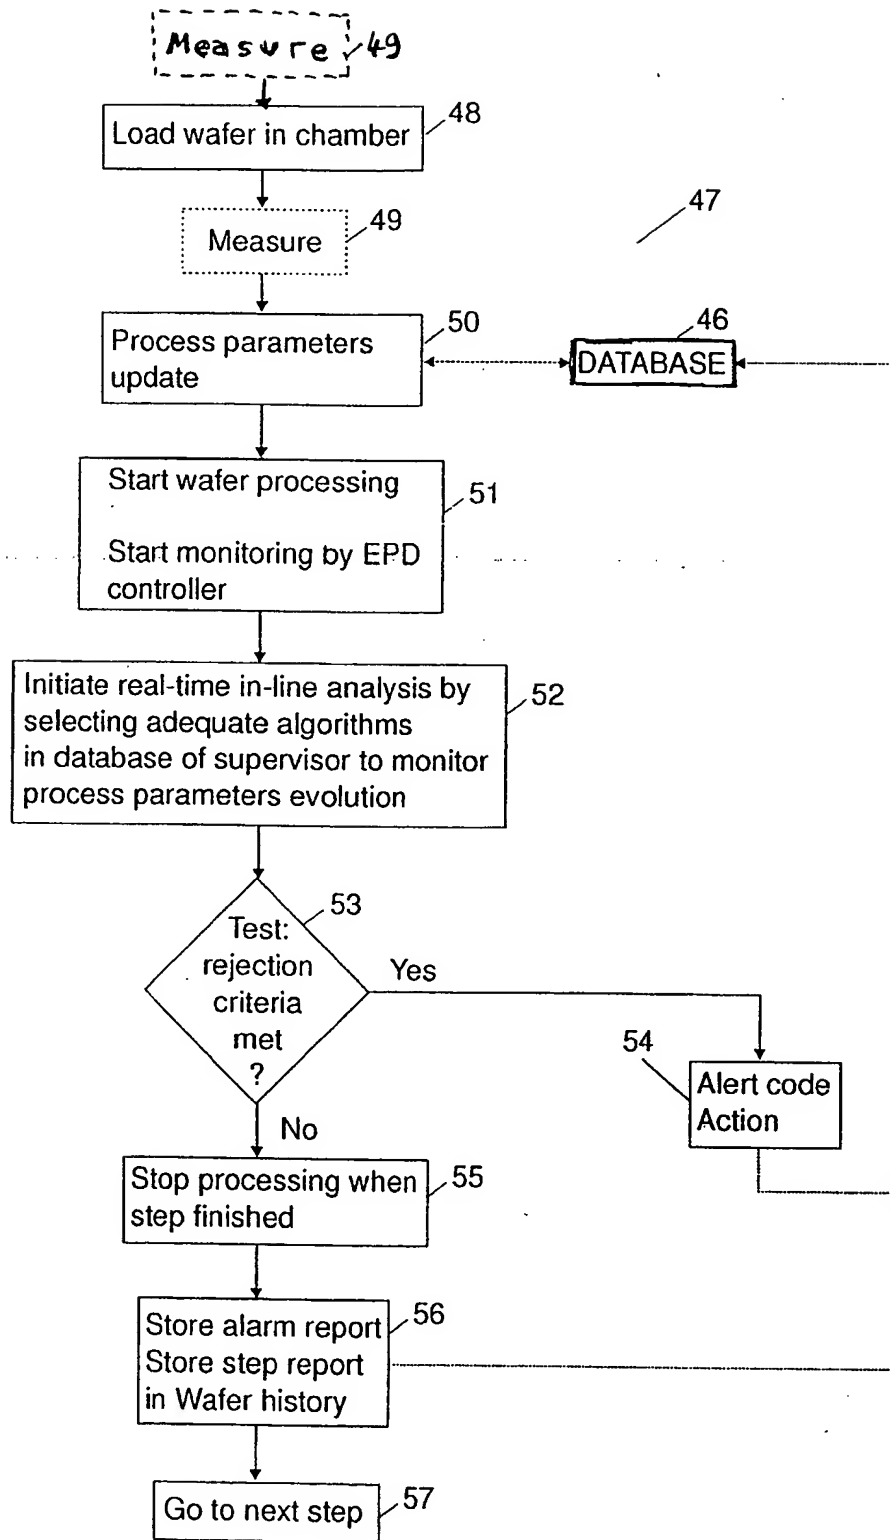 Measure 49
Load wafer in chamber 48
Measure 49
47
Process parameters
update
50
46
DATABASE
Start wafer processing
Start monitoring by EPD
controller
51
Initiate real-time in-line analysis by
selecting adequate algorithms
in database of supervisor to monitor
process parameters evolution
52
Test:
rejection
criteria
met
?
53
Yes
54
Alert code
Action
No
Stop processing when
step finished
55
Store alarm report
Store step report
in Wafer history
56
Go to next step 57